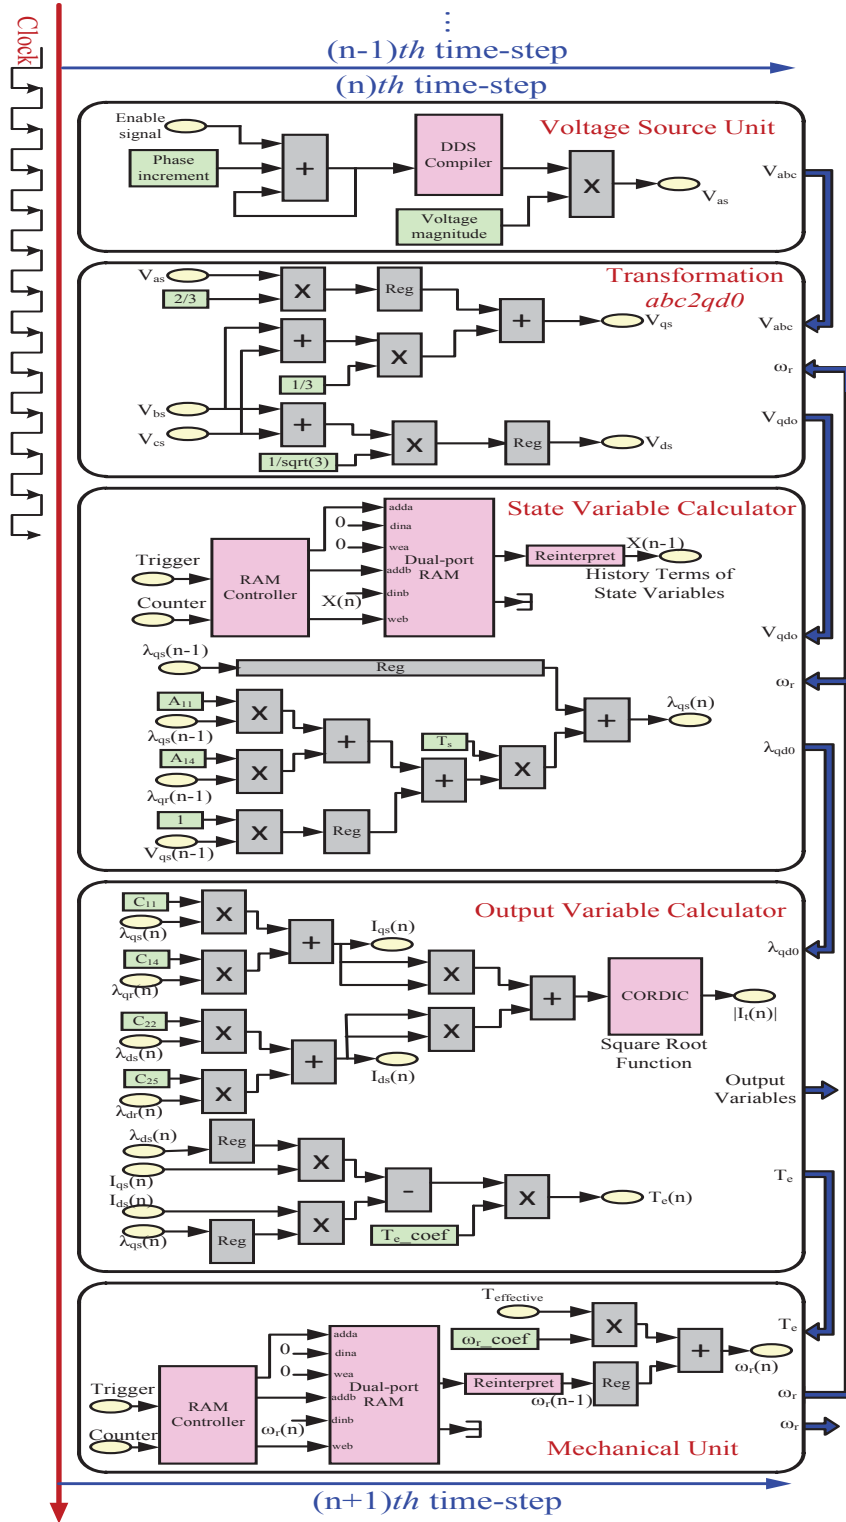 Clock
(n-1)th time-step
(n)th time-step
Voltage Source Unit
Enable
signal
Phase
increment
+
DDS
Compiler
Voltage
magnitude
X
Vas
Vabc
Transformation
abc2qd0
Vas
2/3
X
Reg
+
Vqs
+
X
1/3
Vbs
Vcs
+
1/sqrt(3)
X
Reg
Vds
Vabc
ωr
Vqdo
State Variable Calculator
Trigger
Counter
RAM
Controller
0
0
X(n)
adda
dina
wea
addb
dinb
web
Dual-port
RAM
Reinterpret
X(n-1)
History Terms of
State Variables
Vqdo
λqs(n-1)
Reg
ωr
A11
λqs(n-1)
X
A14
λqr(n-1)
X
+
1
Vqs(n-1)
X
Reg
+
Ts
X
+
λqs(n)
λqd0
Output Variable Calculator
C11
λqs(n)
X
C14
λqr(n)
X
+
Iqs(n)
X
C22
λds(n)
X
C25
λdr(n)
X
+
Ids(n)
X
+
CORDIC
Square Root
Function
|It(n)|
λqd0
Output
Variables
λds(n)
Reg
Iqs(n)
X
Ids(n)
λqs(n)
Reg
X
-
Te_coef
X
Te(n)
Te
Teffective
ωr_coef
X
+
ωr(n)
Te
Trigger
Counter
RAM
Controller
0
0
ωr(n)
adda
dina
wea
addb
dinb
web
Dual-port
RAM
Reinterpret
ωr(n-1)
Reg
ωr
ωr
Mechanical Unit
(n+1)th time-step